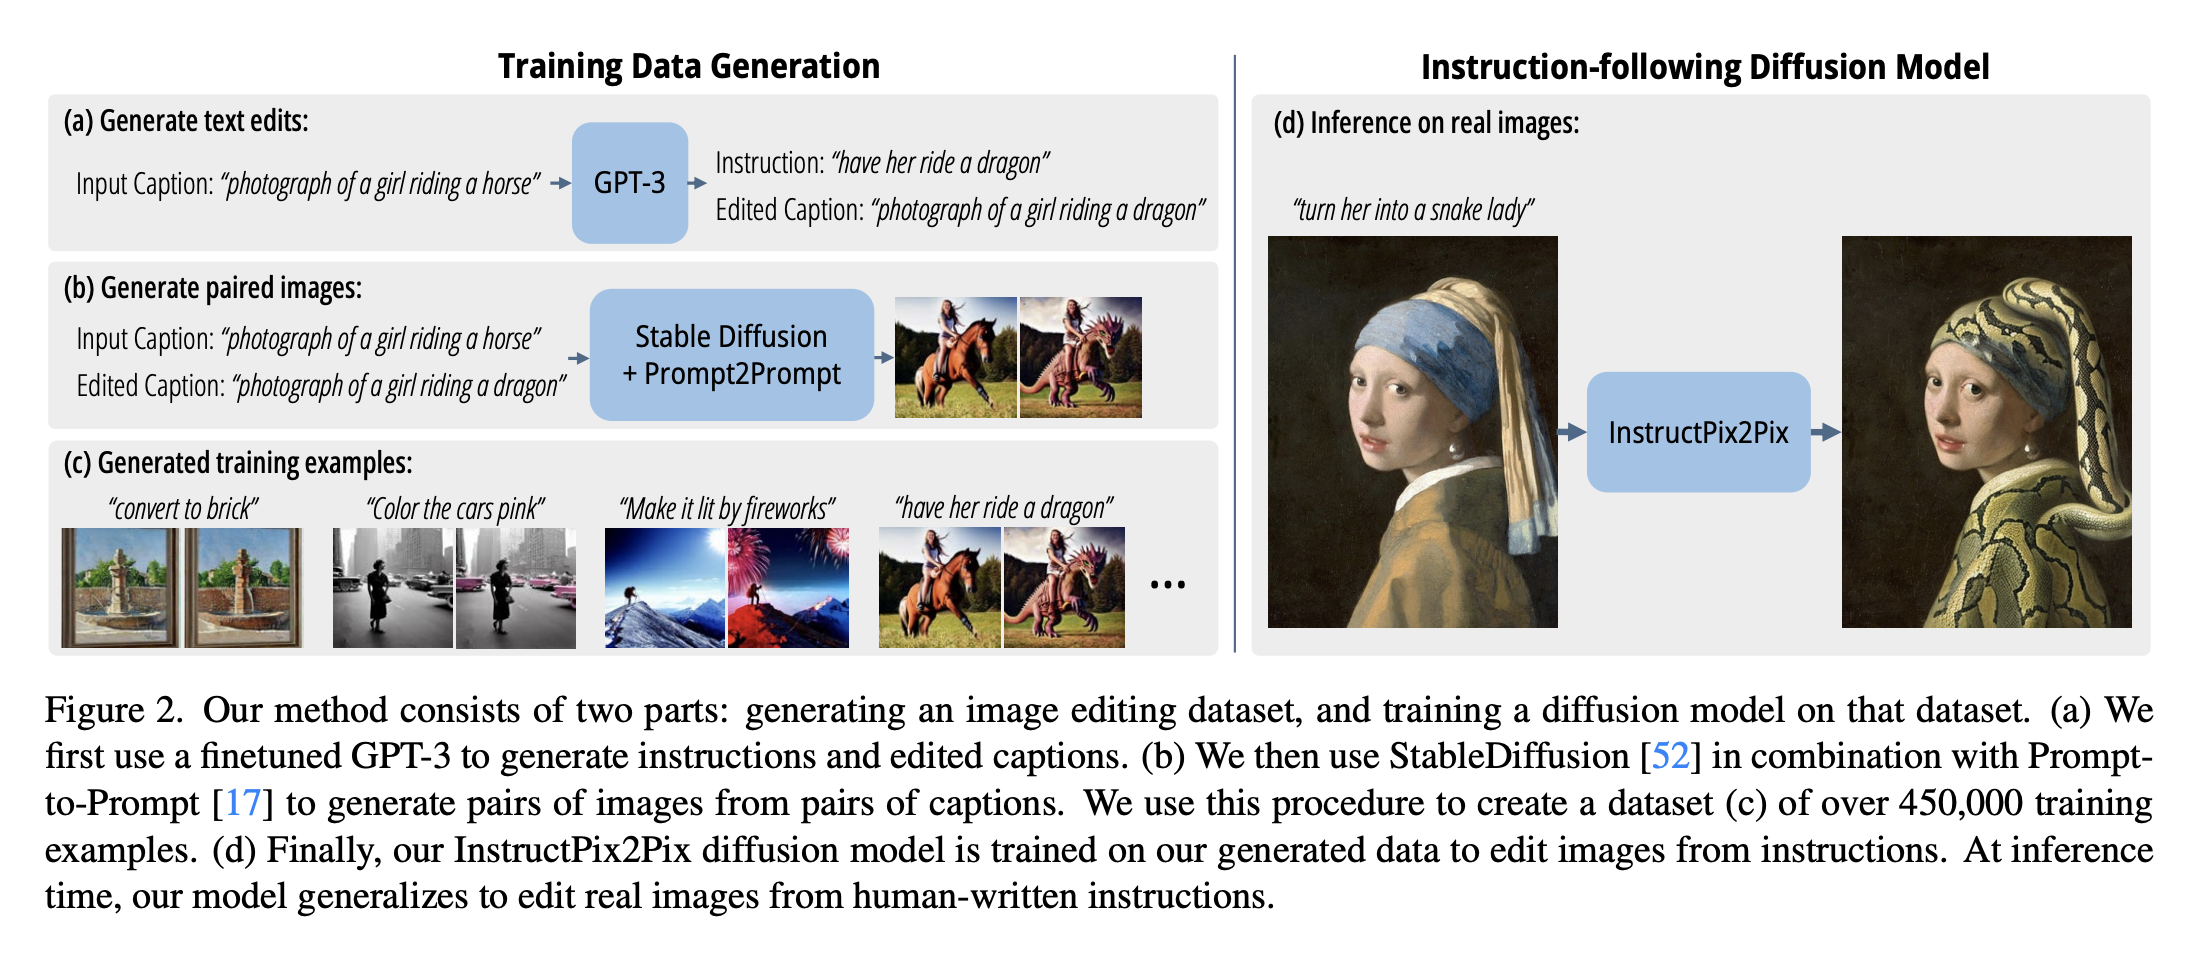 Training Data Generation
(a) Generate text edits:
Input Caption: “photograph of a girl riding a horse”
GPT-3
Instruction: “have her ride a dragon”
Edited Caption: “photograph of a girl riding a dragon”
(b) Generate paired images:
Input Caption: “photograph of a girl riding a horse”
Edited Caption: “photograph of a girl riding a dragon”
Stable Diffusion
+ Prompt2Prompt
(c) Generated training examples:
“convert to brick”
“Color the cars pink”
“Make it lit by fireworks”
“have her ride a dragon”
...
Instruction-following Diffusion Model
(d) Inference on real images:
“turn her into a snake lady”
InstructPix2Pix
Figure 2. Our method consists of two parts: generating an image editing dataset, and training a diffusion model on that dataset. (a) We
first use a finetuned GPT-3 to generate instructions and edited captions. (b) We then use StableDiffusion [52] in combination with Prompt-
to-Prompt [17] to generate pairs of images from pairs of captions. We use this procedure to create a dataset (c) of over 450,000 training
examples. (d) Finally, our InstructPix2Pix diffusion model is trained on our generated data to edit images from instructions. At inference
time, our model generalizes to edit real images from human-written instructions.